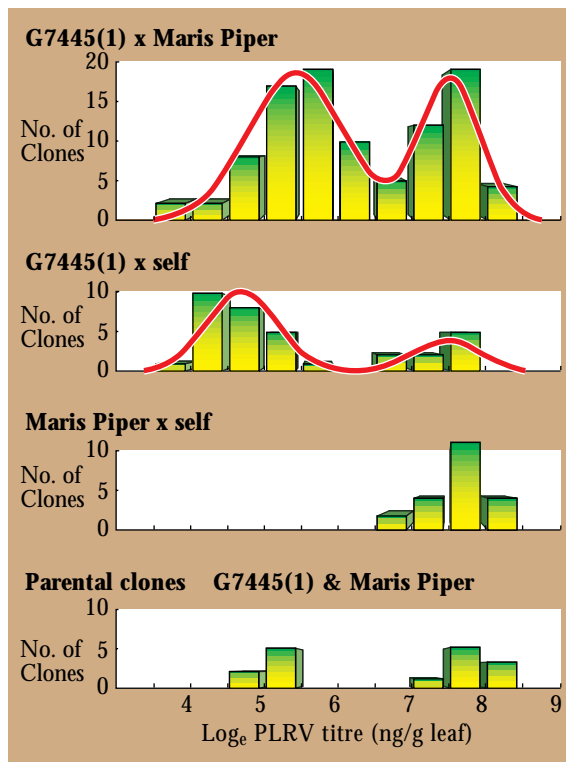 G7445(1) x Maris Piper
20
15
No. of
Clones
10
5
0
G7445(1) x self
10
No. of
Clones
5
0
Maris Piper x self
10
No. of
Clones
5
0
Parental clones G7445(1) & Maris Piper
10
No. of
Clones
5
0
4 5 6 7 8 9
Logₑ PLRV titre (ng/g leaf)